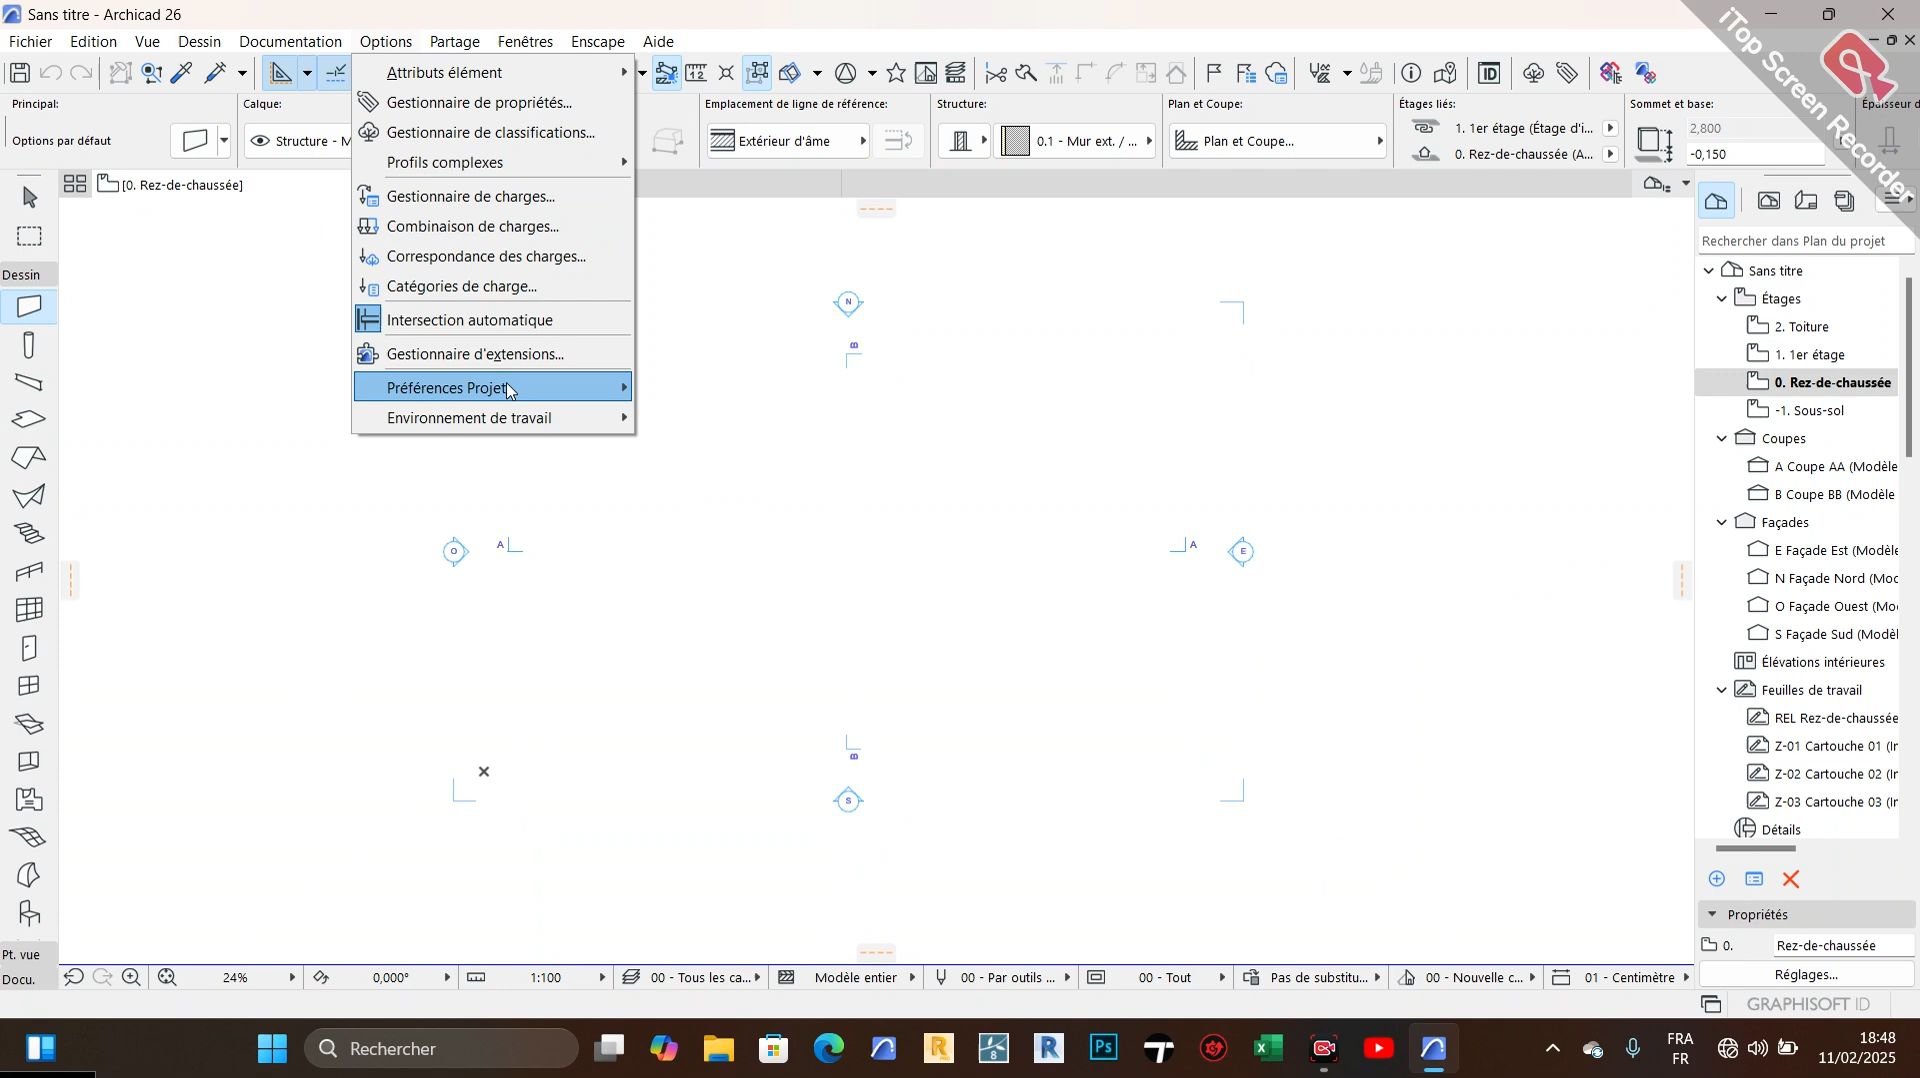 Sans titre - Archicad 26
Fichier Edition Vue Dessin Documentation Options Partage Fenêtres Enscape Aide
iTop Screen Recorder
Principal:
Calque:
Emplacement de ligne de référence:
Structure:
Plan et Coupe:
Étages liés:
Sommet et base:
Épaisseur d
Options par défaut
Structure - M
Extérieur d'âme
0.1 - Mur ext. / ...
Plan et Coupe...
1. 1er étage (Étage d'i...
0. Rez-de-chaussée (A...
2,800
-0,150
[0. Rez-de-chaussée]
Attributs élément
Gestionnaire de propriétés...
Gestionnaire de classifications...
Profils complexes
Gestionnaire de charges...
Combinaison de charges...
Correspondance des charges...
Catégories de charge...
Intersection automatique
Gestionnaire d'extensions...
Préférences Projet
Environnement de travail
Dessin
Pt. vue
Docu.
N
B
O
A
A
E
B
S
Rechercher dans Plan du projet
Sans titre
Étages
2. Toiture
1. 1er étage
0. Rez-de-chaussée
-1. Sous-sol
Coupes
A Coupe AA (Modèle
B Coupe BB (Modèle
Façades
E Façade Est (Modèle
N Façade Nord (Mod
O Façade Ouest (Mo
S Façade Sud (Modèl
Élévations intérieures
Feuilles de travail
REL Rez-de-chaussée
Z-01 Cartouche 01 (In
Z-02 Cartouche 02 (In
Z-03 Cartouche 03 (In
Détails
Propriétés
0. Rez-de-chaussée
Réglages...
24% 0,000° 1:100 00 - Tous les ca... Modèle entier 00 - Par outils ... 00 - Tout Pas de substitu... 00 - Nouvelle c... 01 - Centimètre
GRAPHISOFT ID
Rechercher
FRA
FR
18:48
11/02/2025